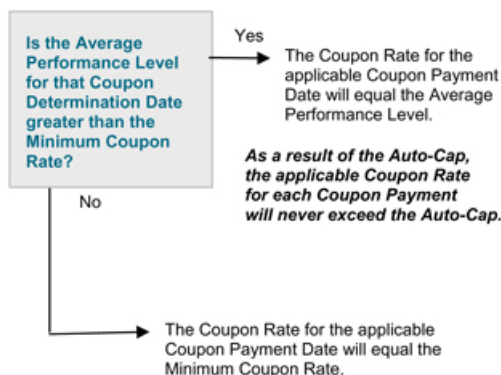 Is the Average
Performance Level
for that Coupon
Determination Date
greater than the
Minimum Coupon
Rate?
Yes
The Coupon Rate for the
applicable Coupon Payment
Date will equal the Average
Performance Level.
As a result of the Auto-Cap,
the applicable Coupon Rate
for each Coupon Payment
will never exceed the Auto-Cap.
No
The Coupon Rate for the applicable
Coupon Payment Date will equal the
Minimum Coupon Rate.